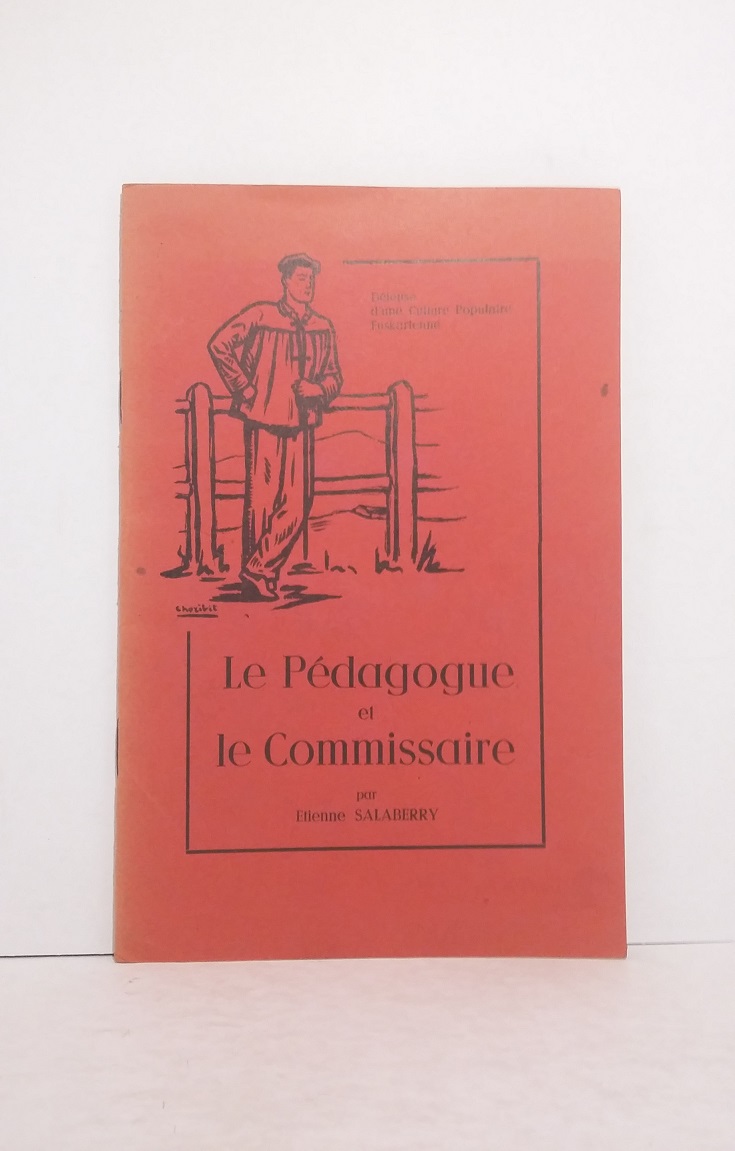 Défense
d'une Culture Populaire
Euskarienne
Le Pédagogue
et
le Commissaire
par
Etienne SALABERRY